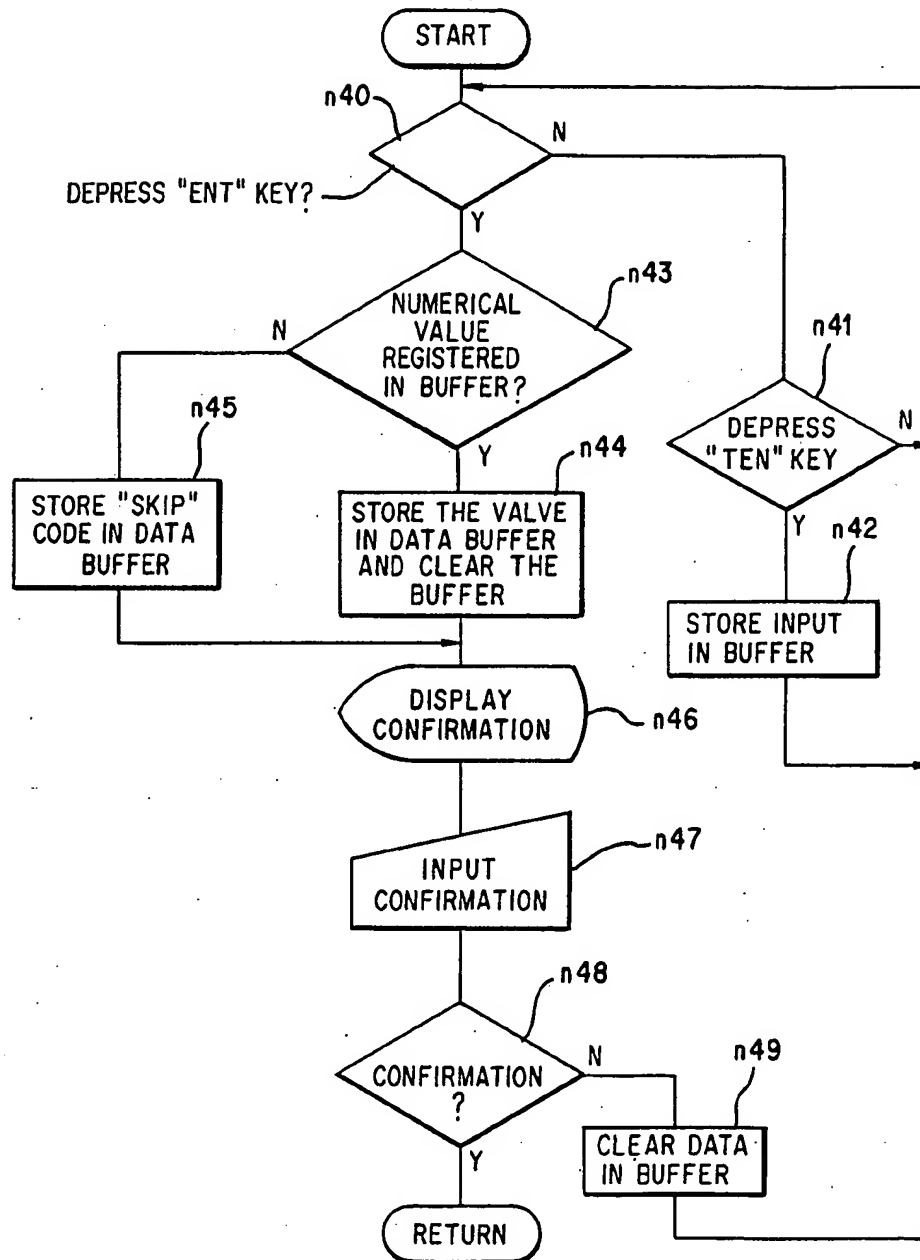 START
n40
N
DEPRESS "ENT" KEY?
Y
n43
NUMERICAL
VALUE
REGISTERED
IN BUFFER?
N
Y
n41
DEPRESS
"TEN" KEY
N
Y
n45
STORE "SKIP"
CODE IN DATA
BUFFER
n44
STORE THE VALVE
IN DATA BUFFER
AND CLEAR THE
BUFFER
n42
STORE INPUT
IN BUFFER
DISPLAY
CONFIRMATION
n46
INPUT
CONFIRMATION
n47
n48
CONFIRMATION
?
N
Y
n49
CLEAR DATA
IN BUFFER
RETURN